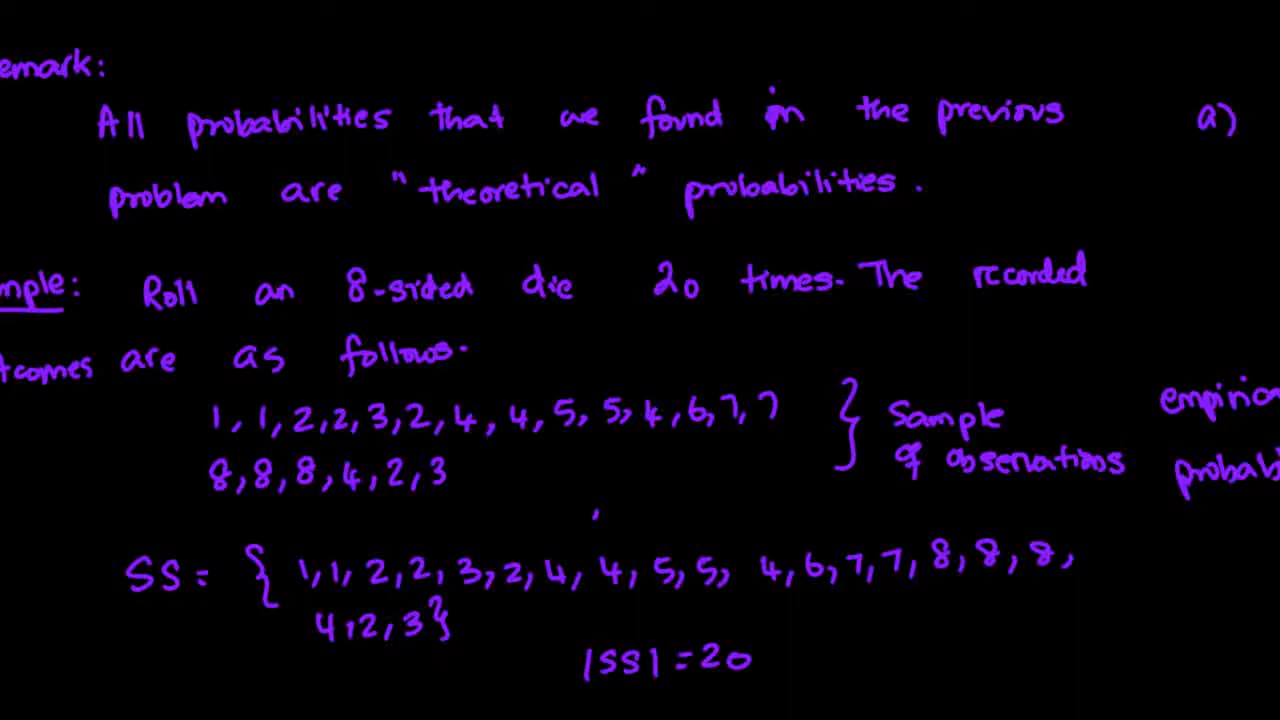 emark:
All probabilities that we found in the previous a)
problem are "theoretical" probabilities.
mple: Roll an 8-sided die 20 times. The recorded
tcomes are as follows.
1, 1, 2, 2, 3, 2, 4, 4, 5, 5, 4, 6, 7, 7 } Sample empirica
8, 8, 8, 4, 2, 3 of observations probab
SS = { 1, 1, 2, 2, 3, 2, 4, 4, 5, 5, 4, 6, 7, 7, 8, 8, 8,
4, 2, 3 }
|SS| = 20